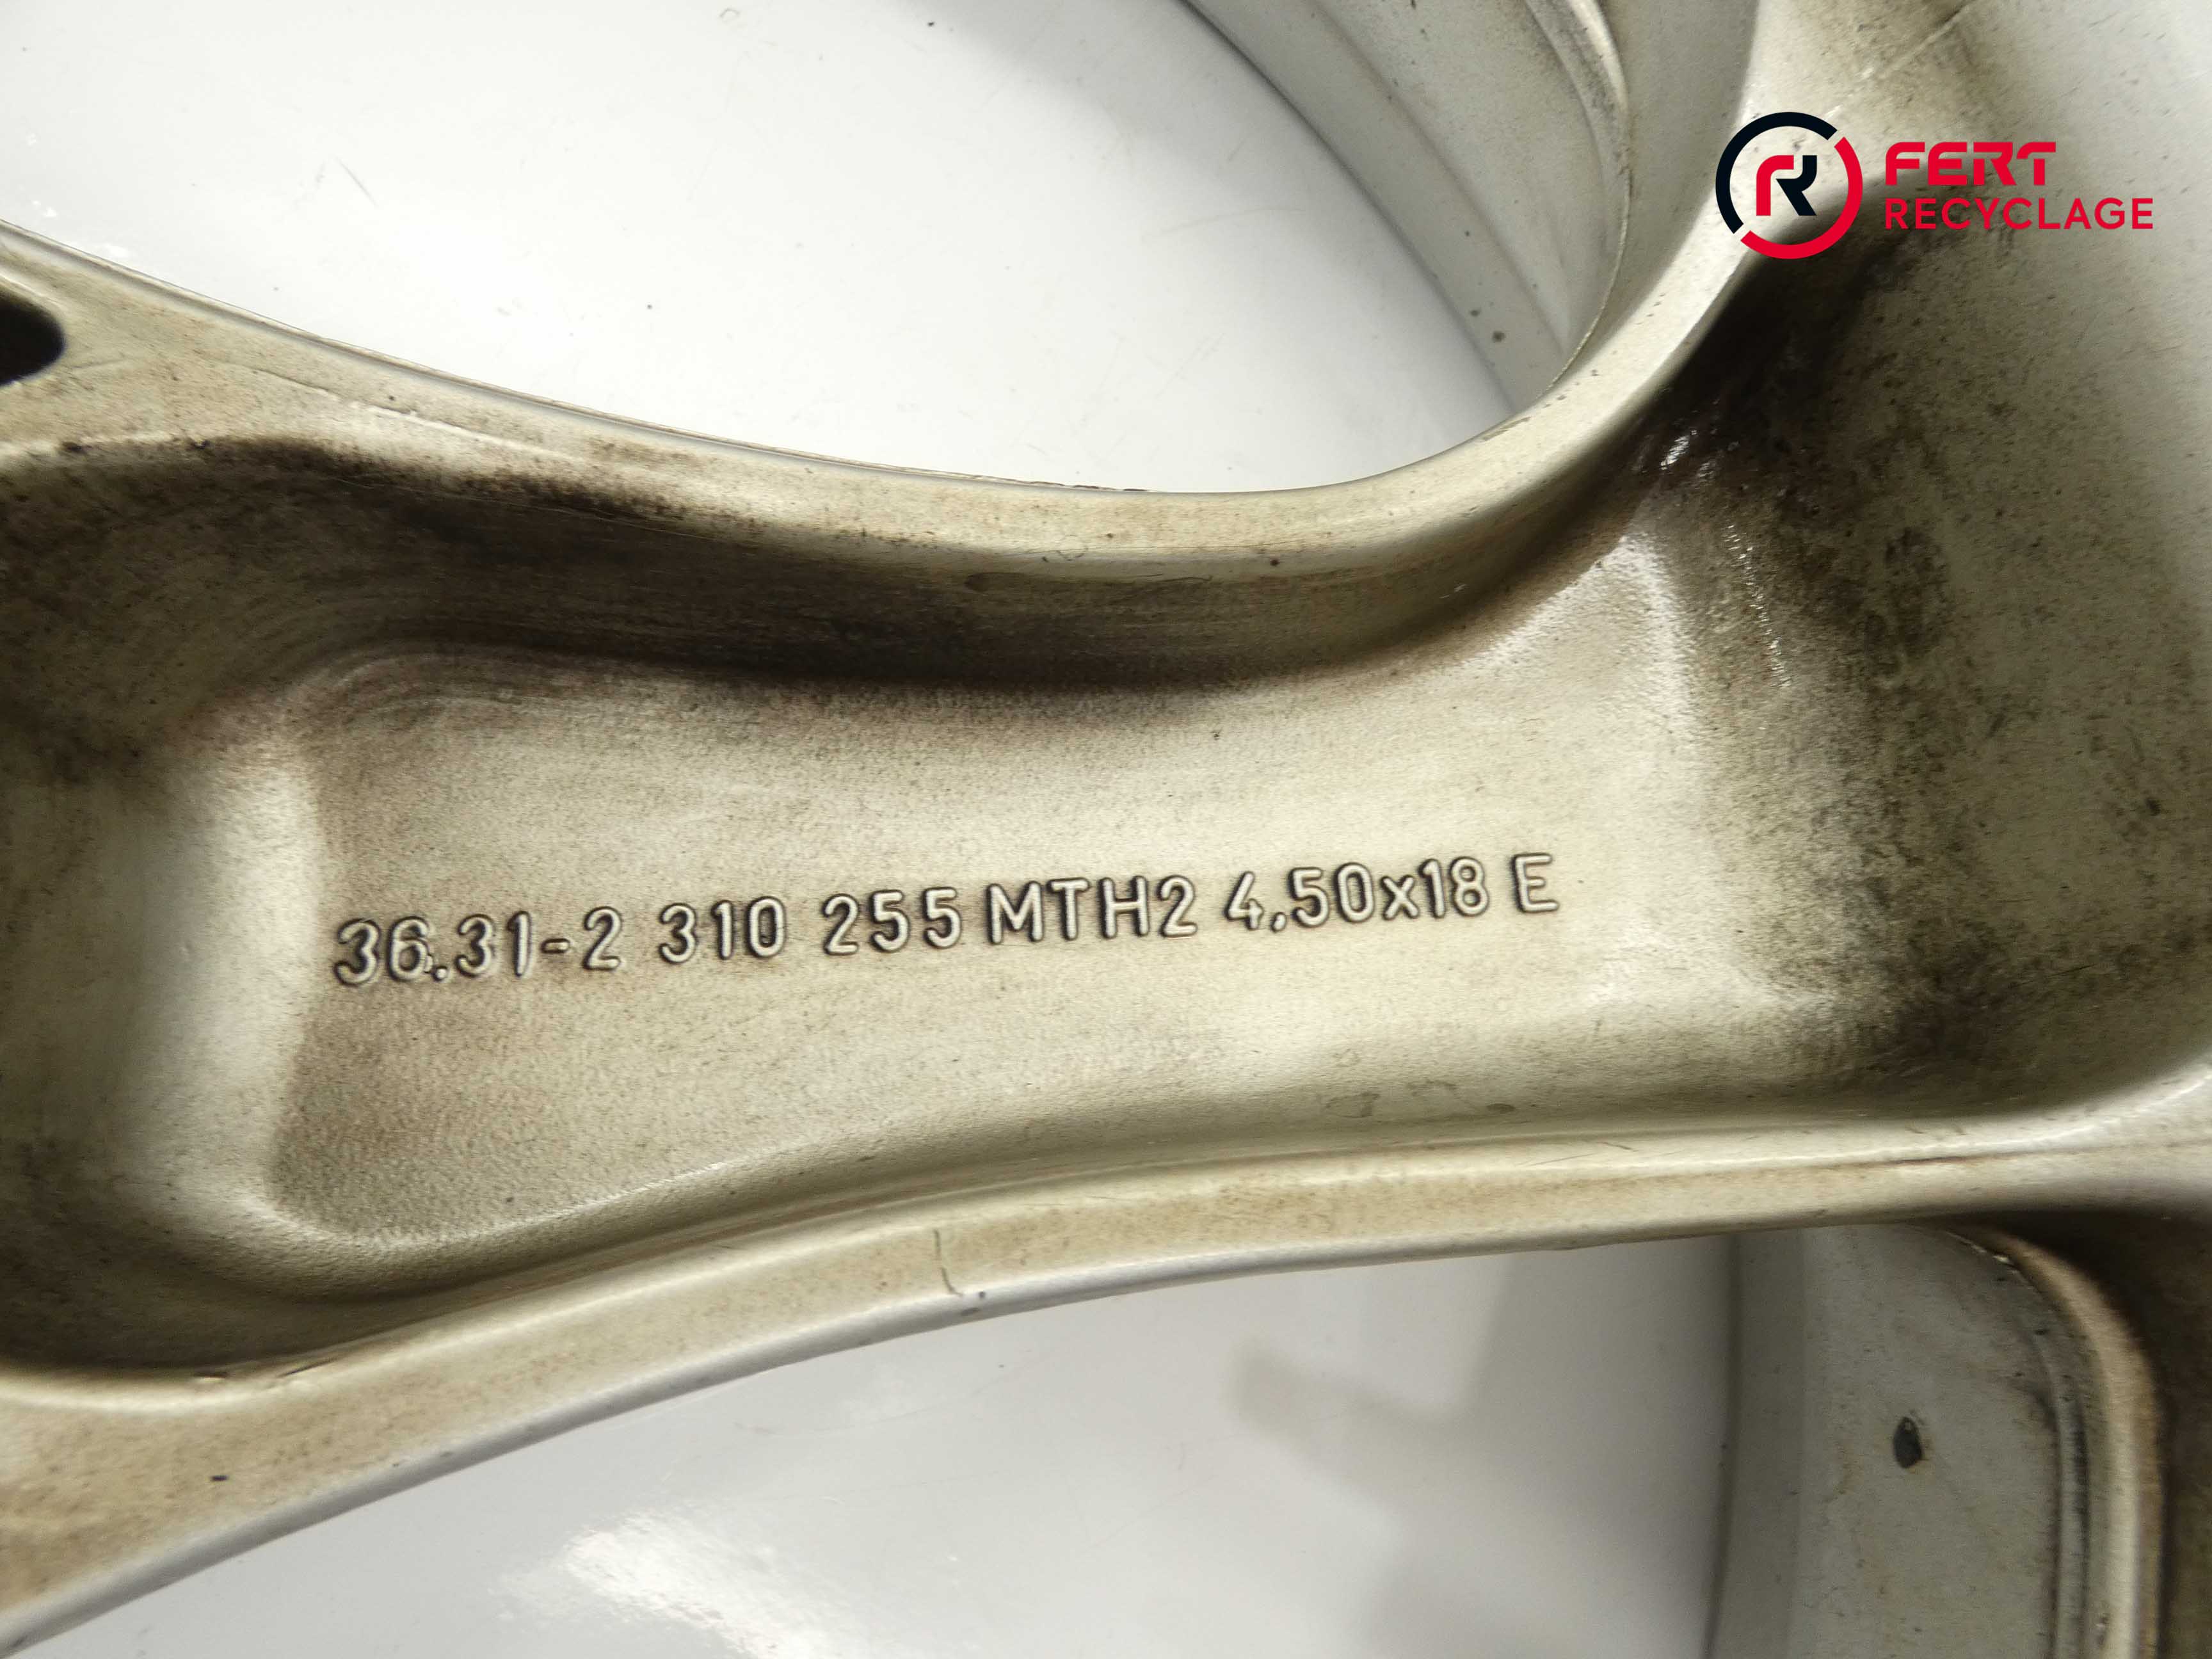 FERT
RECYCLAGE
36.31-2 310 255 MTH2 4.50x18 E